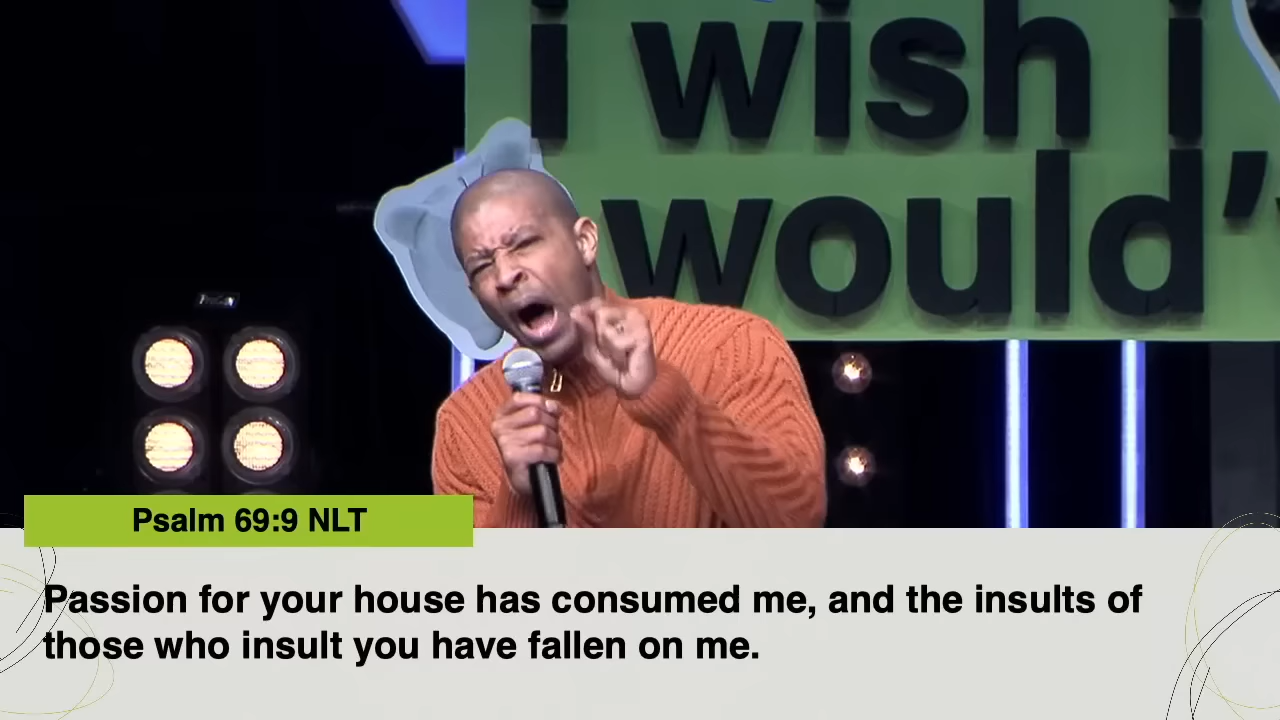 i wish i
would'
Psalm 69:9 NLT
Passion for your house has consumed me, and the insults of
those who insult you have fallen on me.